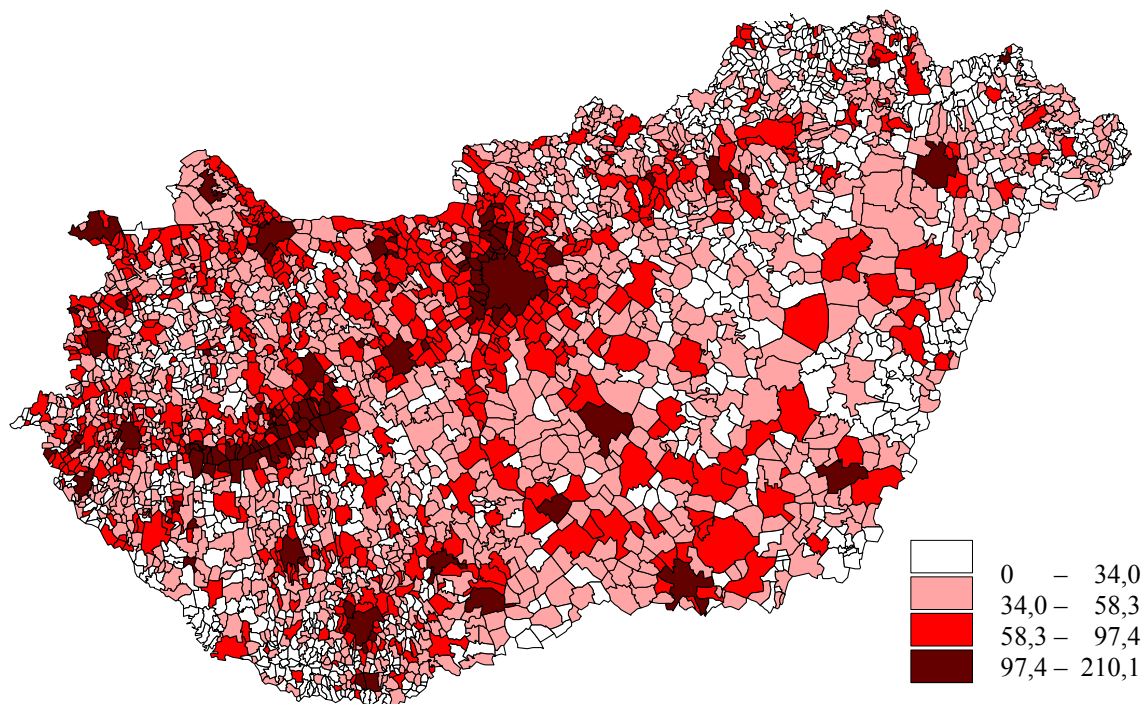 0 – 34,0
34,0 – 58,3
58,3 – 97,4
97,4 – 210,1